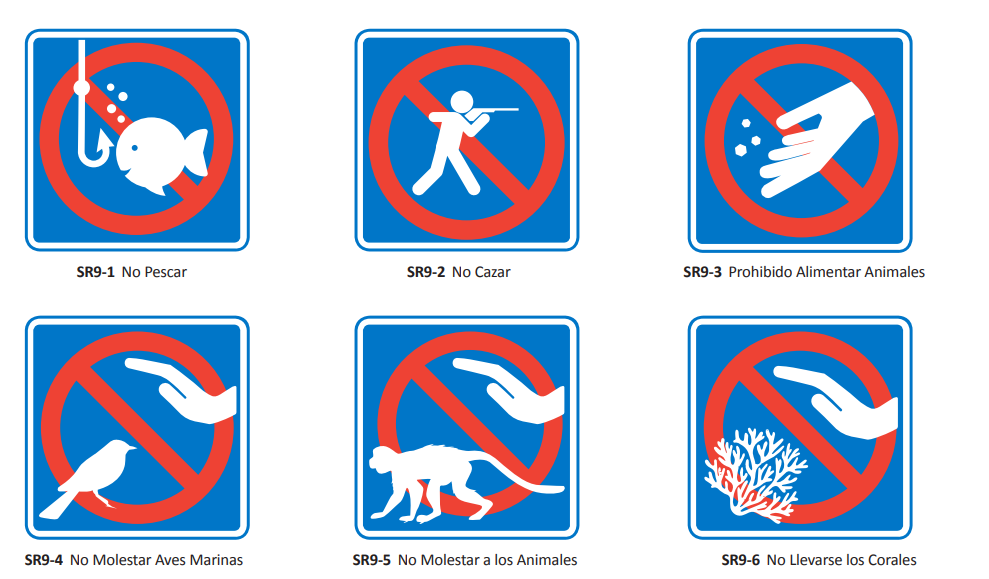 SR9-1 No Pescar
SR9-2 No Cazar
SR9-3 Prohibido Alimentar Animales
SR9-4 No Molestar Aves Marinas
SR9-5 No Molestar a los Animales
SR9-6 No Llevarse los Corales